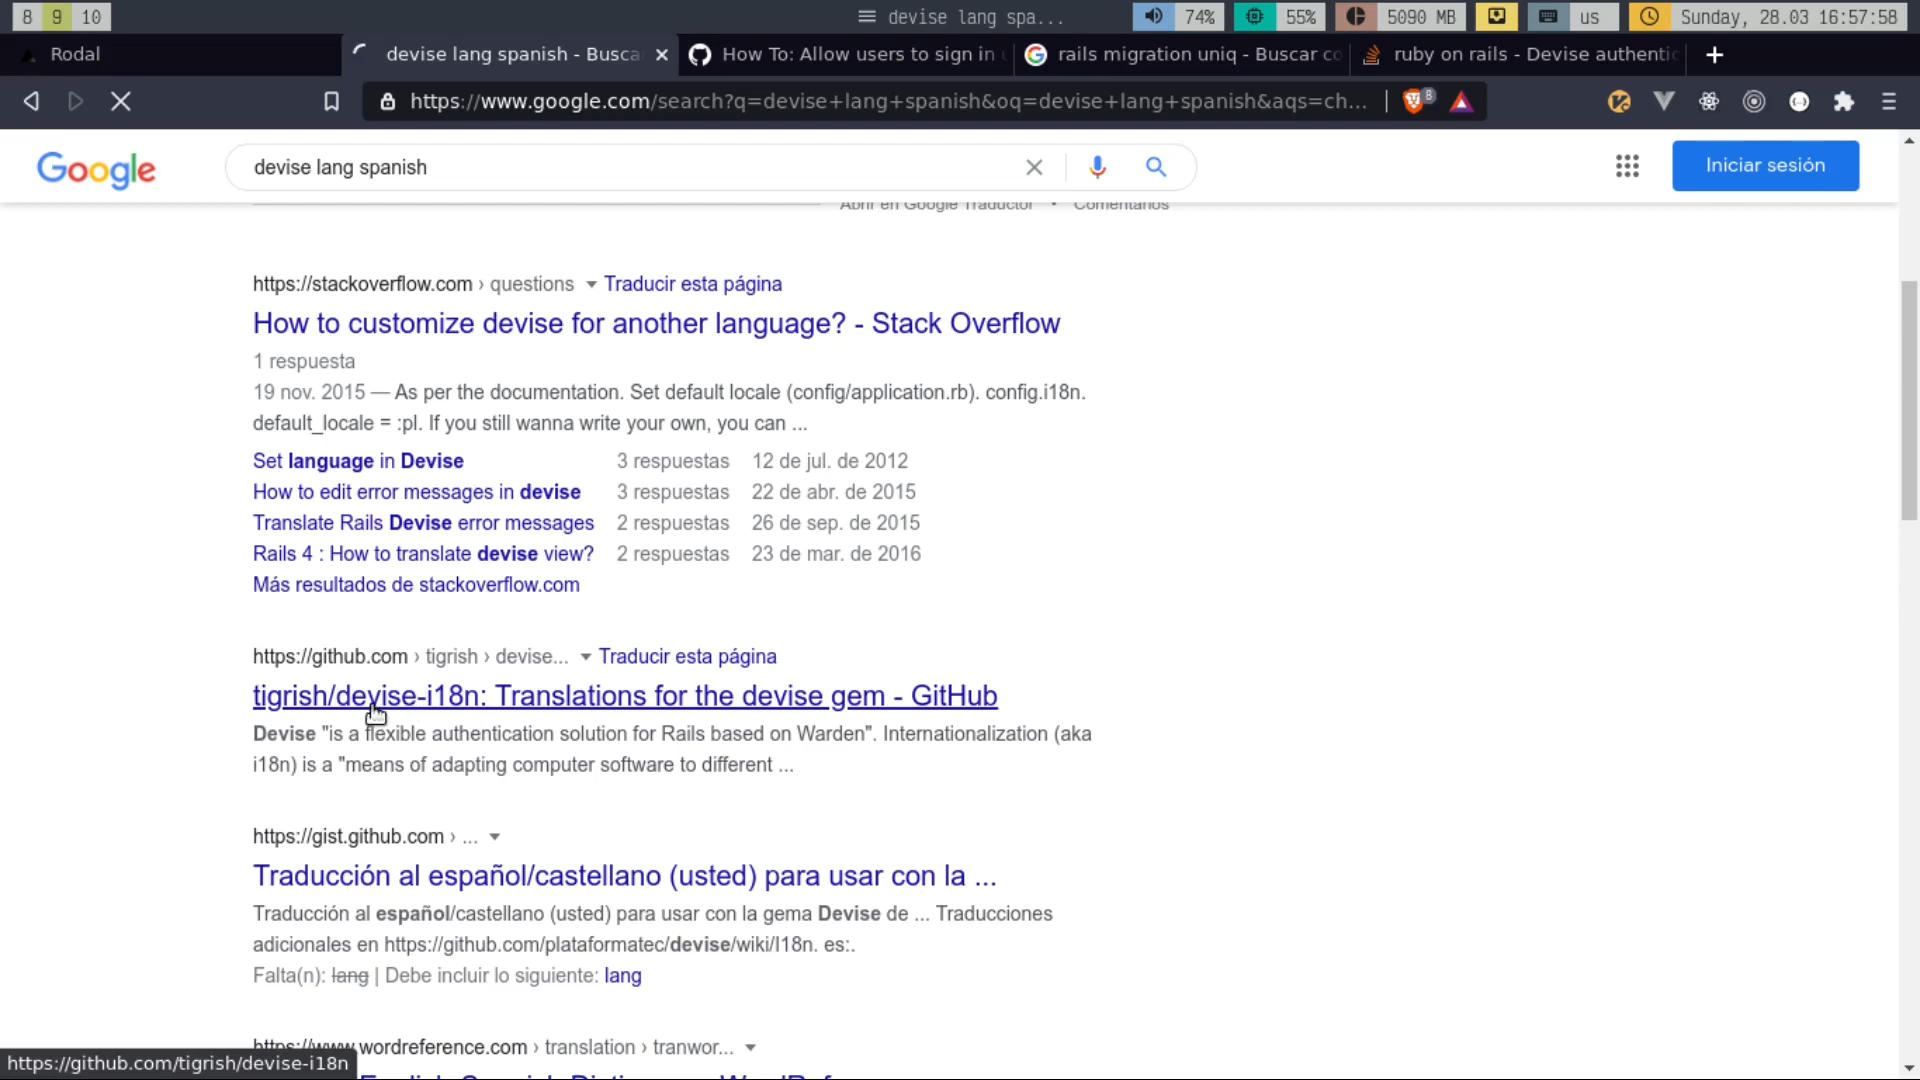 8 9 10 devise lang spa... 74% 55% 5090 MB us Sunday, 28.03 16:57:58
Rodal devise lang spanish - Busca How To: Allow users to sign in rails migration uniq - Buscar co ruby on rails - Devise authentic
https://www.google.com/search?q=devise+lang+spanish&oq=devise+lang+spanish&aqs=ch... 8
Google devise lang spanish Iniciar sesión
Abrir en Google Traductor • Comentarios
https://stackoverflow.com › questions Traducir esta página
How to customize devise for another language? - Stack Overflow
1 respuesta
19 nov. 2015 — As per the documentation. Set default locale (config/application.rb). config.i18n.
default_locale = :pl. If you still wanna write your own, you can ...
Set language in Devise 3 respuestas 12 de jul. de 2012
How to edit error messages in devise 3 respuestas 22 de abr. de 2015
Translate Rails Devise error messages 2 respuestas 26 de sep. de 2015
Rails 4 : How to translate devise view? 2 respuestas 23 de mar. de 2016
Más resultados de stackoverflow.com
https://github.com › tigrish › devise... Traducir esta página
tigrish/devise-i18n: Translations for the devise gem - GitHub
Devise "is a flexible authentication solution for Rails based on Warden". Internationalization (aka
i18n) is a "means of adapting computer software to different ...
https://gist.github.com › ...
Traducción al español/castellano (usted) para usar con la ...
Traducción al español/castellano (usted) para usar con la gema Devise de ... Traducciones
adicionales en https://github.com/plataformatec/devise/wiki/I18n. es:.
Falta(n): lang | Debe incluir lo siguiente: lang
https://www.wordreference.com › translation › tranwor...
https://github.com/tigrish/devise-i18n